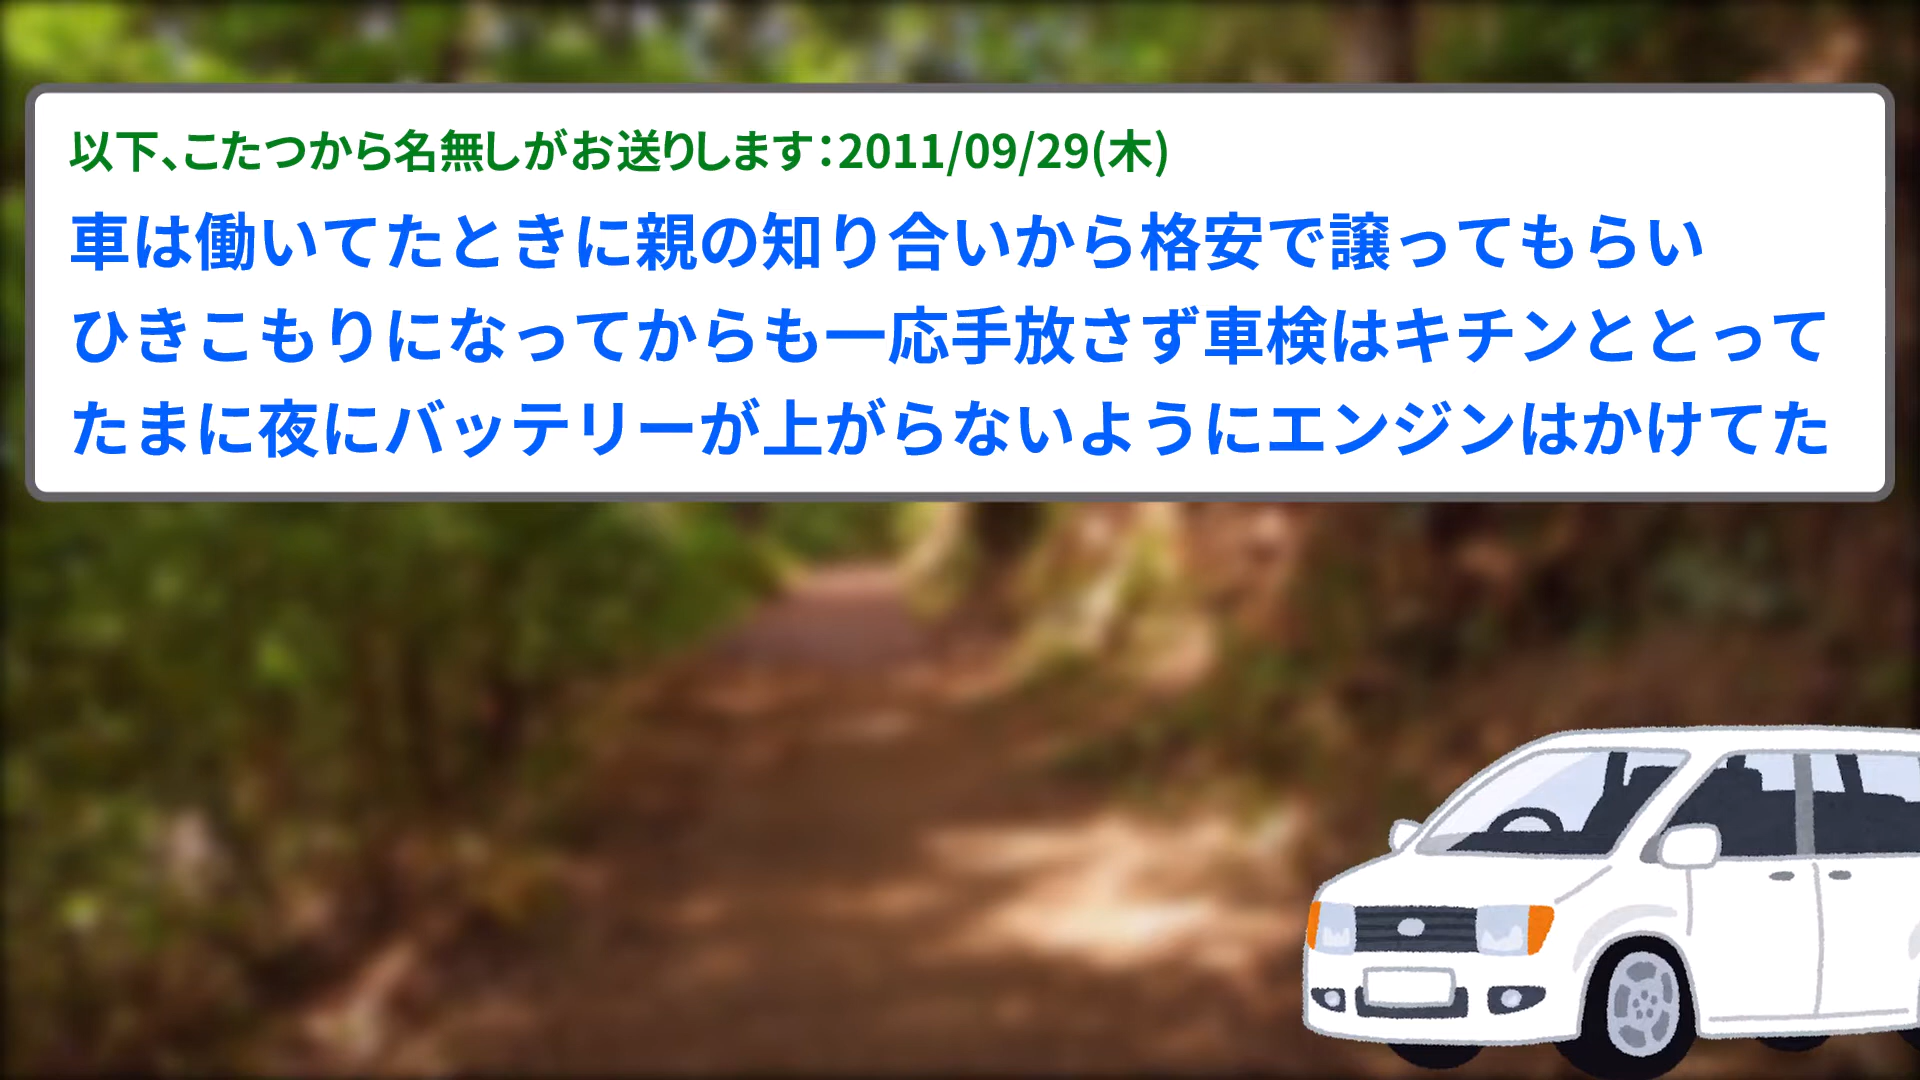 以下、こたつから名無しがお送りします：2011/09/29(木)
車は働いてたときに親の知り合いから格安で譲ってもらい
ひきこもりになってからも一応手放さず車検はキチンととって
たまに夜にバッテリーが上がらないようにエンジンはかけてた